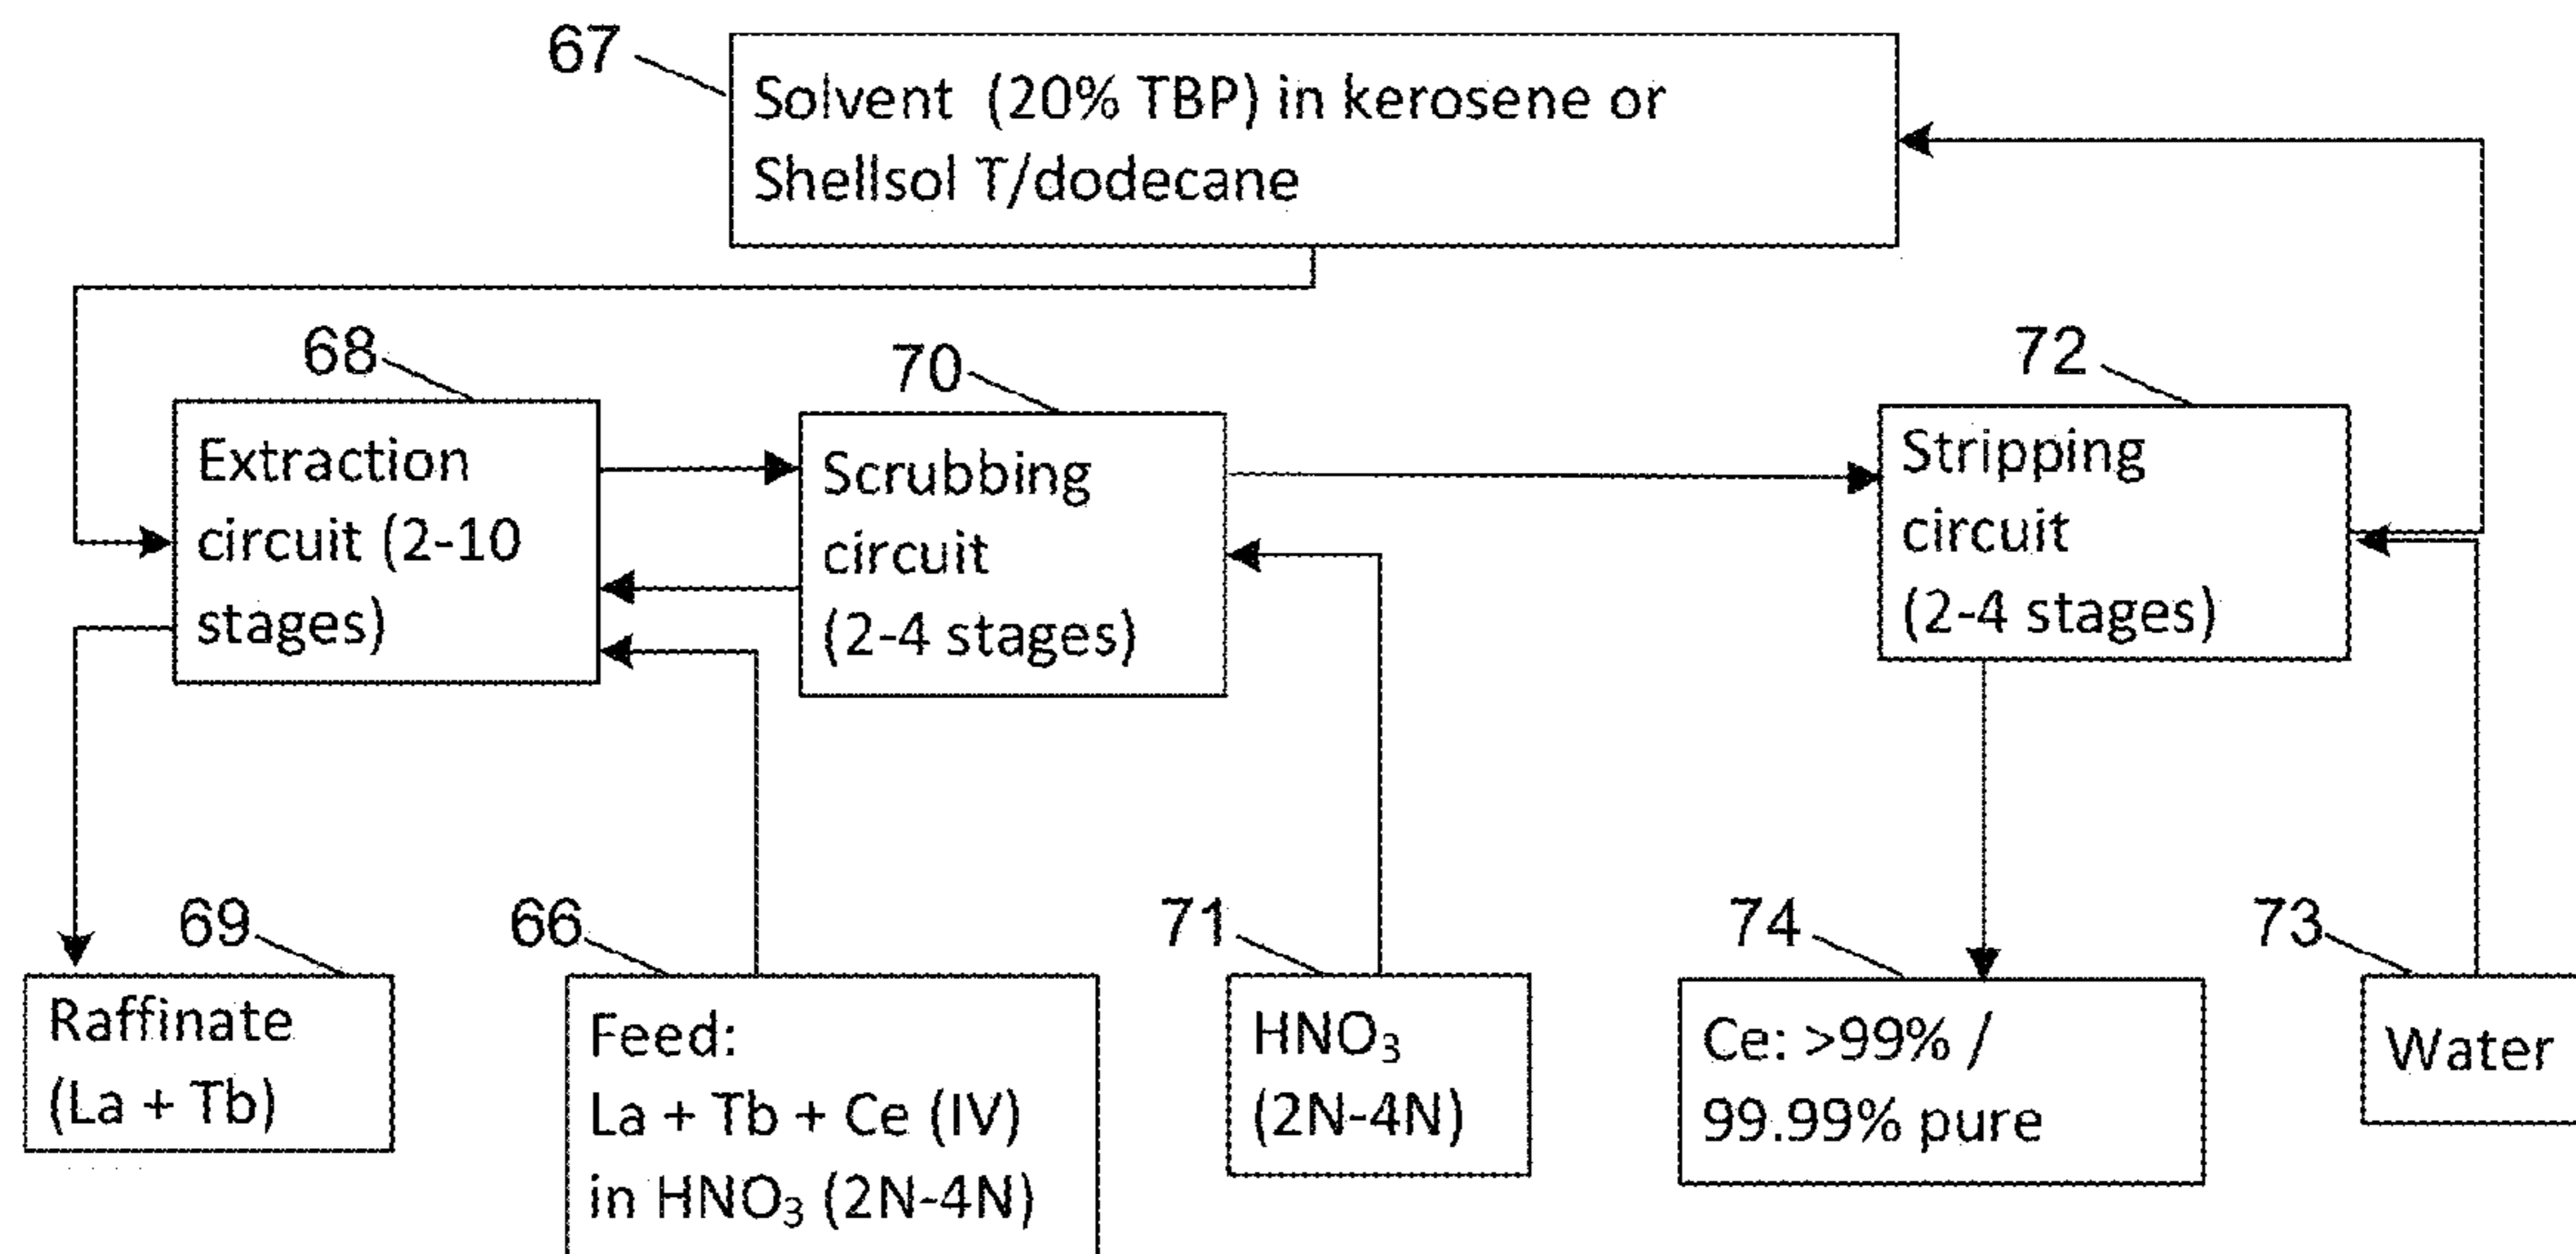 67
Solvent (20% TBP) in kerosene or
Shellsol T/dodecane
68
Extraction
circuit (2-10
stages)
70
Scrubbing
circuit
(2-4 stages)
72
Stripping
circuit
(2-4 stages)
69
Raffinate
(La + Tb)
66
Feed:
La + Tb + Ce (IV)
in HNO₃ (2N-4N)
71
HNO₃
(2N-4N)
74
Ce: >99% /
99.99% pure
73
Water